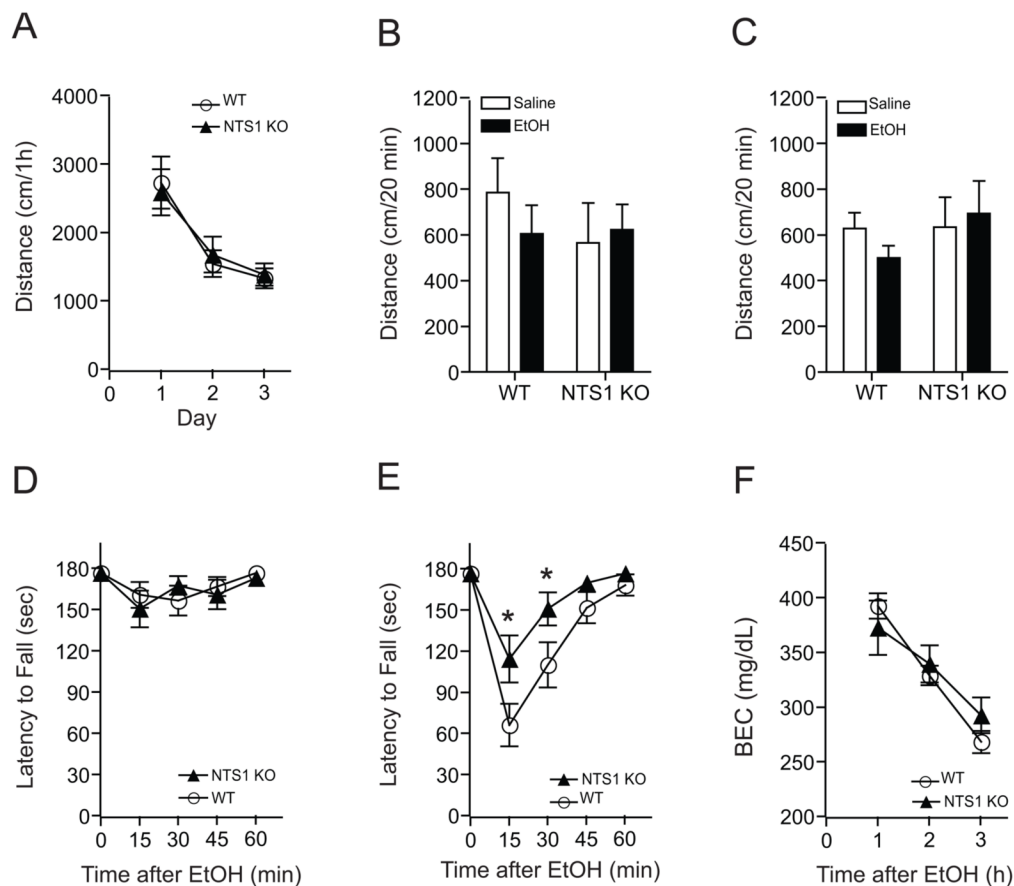 A
Distance (cm/1h)
4000
3000
2000
1000
0
WT
NTS1 KO
0 1 2 3
Day
B
Distance (cm/20 min)
1200
1000
800
600
400
200
0
Saline
EtOH
WT NTS1 KO
C
Distance (cm/20 min)
1200
1000
800
600
400
200
0
Saline
EtOH
WT NTS1 KO
D
Latency to Fall (sec)
180
150
120
90
60
30
0
NTS1 KO
WT
0 15 30 45 60
Time after EtOH (min)
E
Latency to Fall (sec)
180
150
120
90
60
30
0
* *
NTS1 KO
WT
0 15 30 45 60
Time after EtOH (min)
F
BEC (mg/dL)
450
400
350
300
250
200
WT
NTS1 KO
0 1 2 3
Time after EtOH (h)